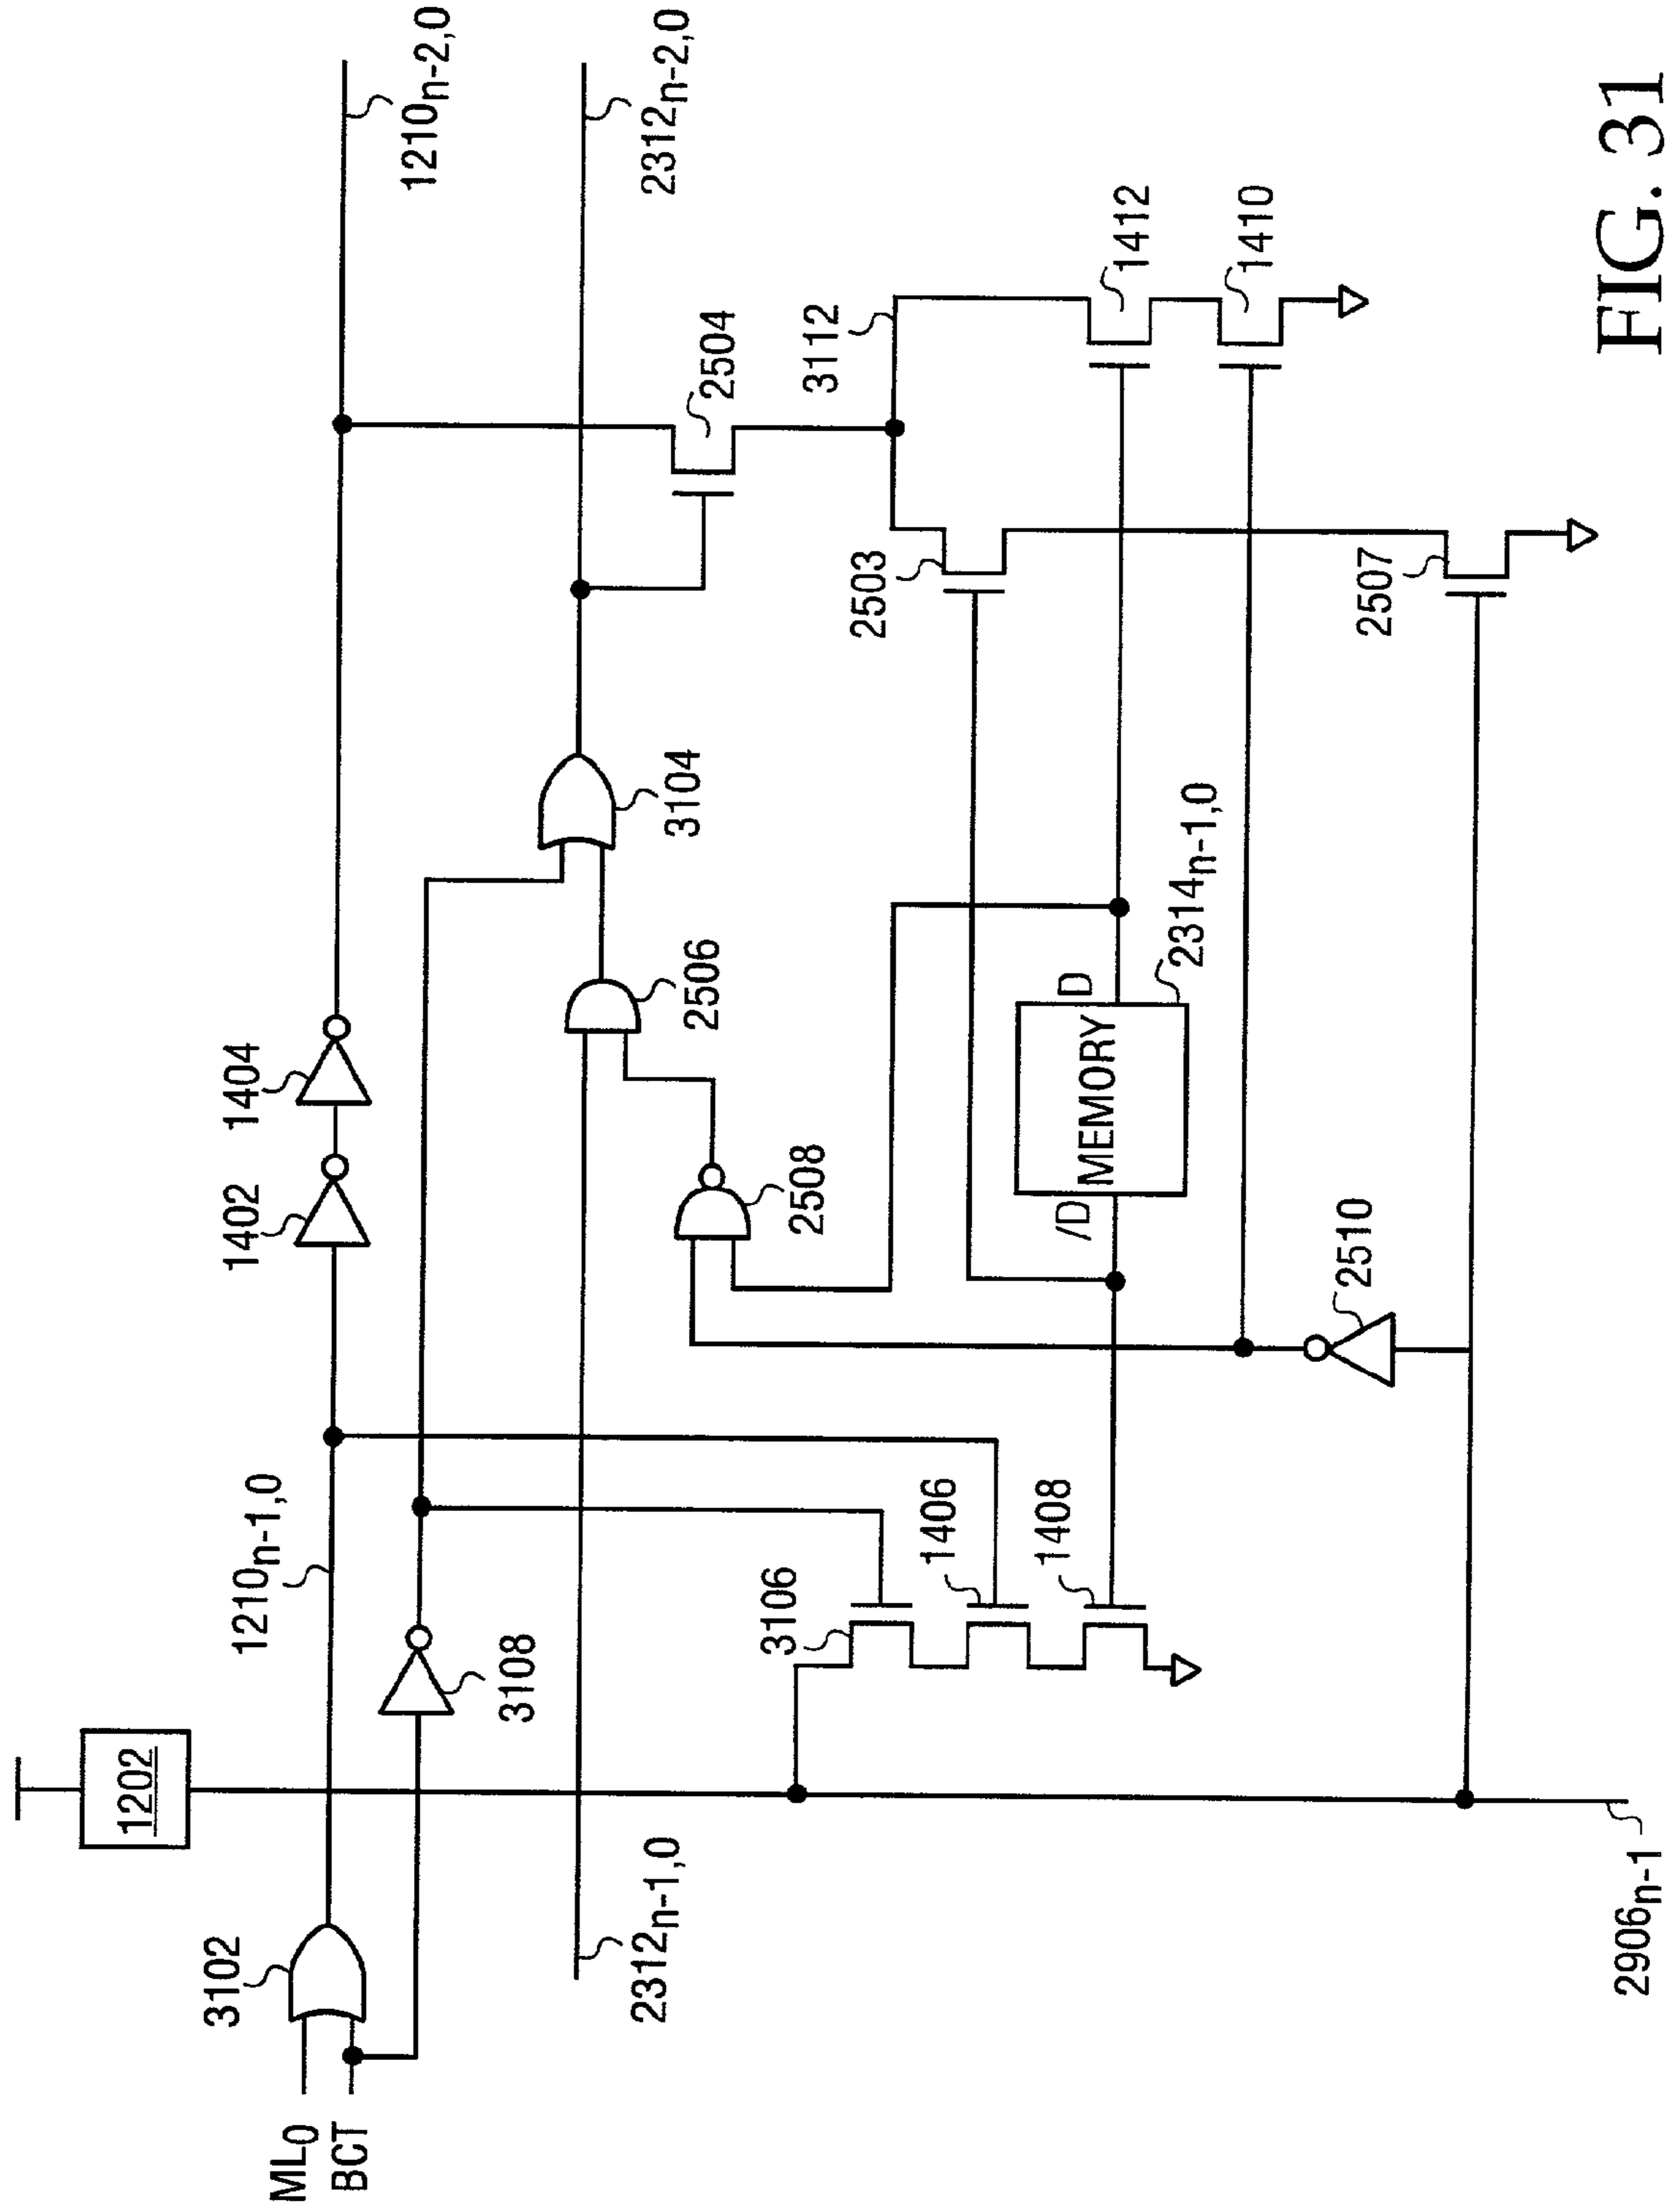 ML0
BCT
3102
1202
1210n-1,0
1402
1404
1210n-2,0
3108
2312n-1,0
2508
2506
3104
2312n-2,0
2504
3106
1406
1408
/D
MEMORY
D
2314n-1,0
2503
3112
1412
1410
2510
2507
2906n-1
FIG. 31